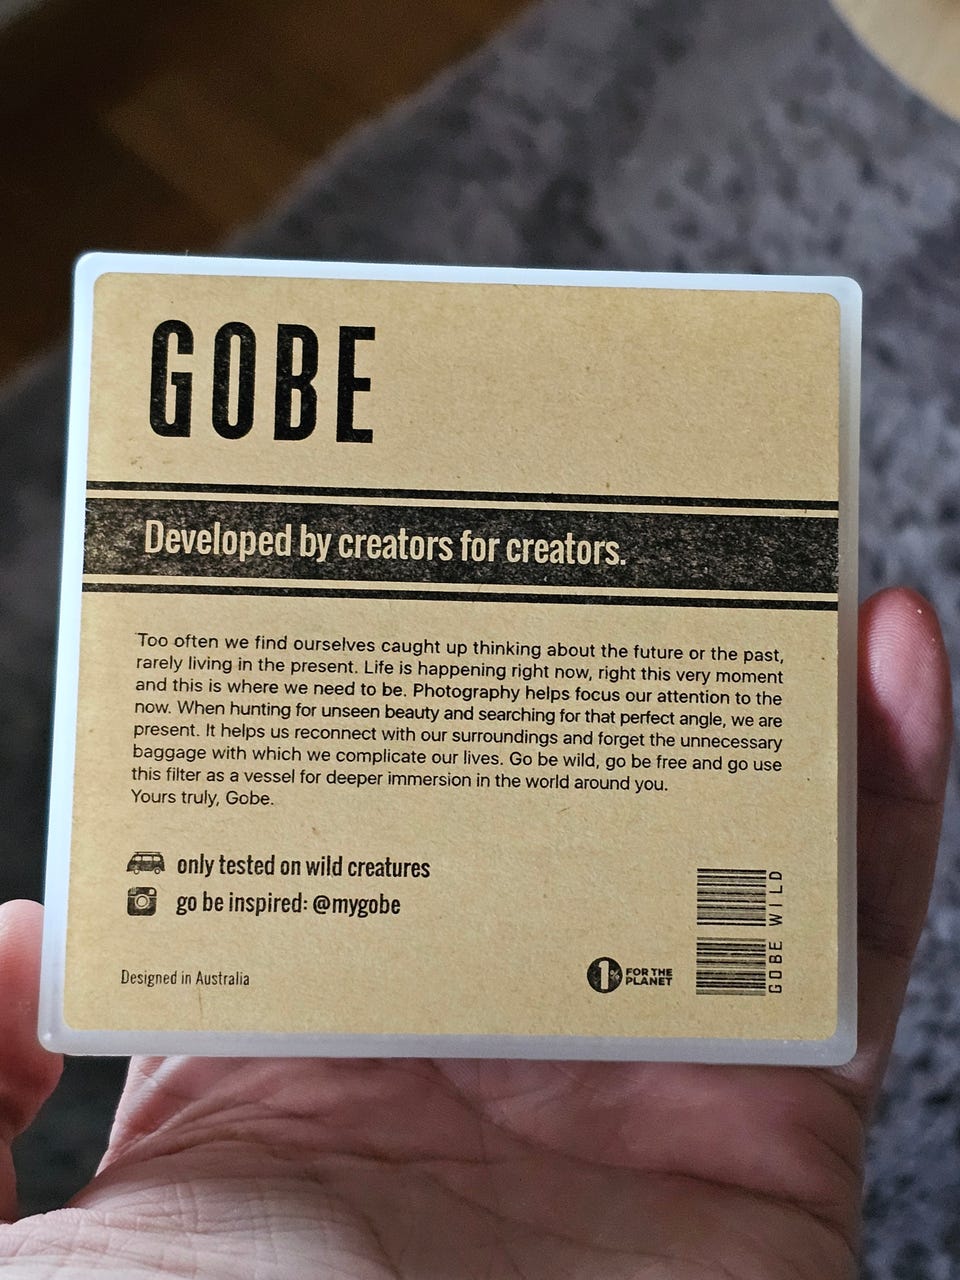 GOBE
Developed by creators for creators.
Too often we find ourselves caught up thinking about the future or the past,
rarely living in the present. Life is happening right now, right this very moment
and this is where we need to be. Photography helps focus our attention to the
now. When hunting for unseen beauty and searching for that perfect angle, we are
present. It helps us reconnect with our surroundings and forget the unnecessary
baggage with which we complicate our lives. Go be wild, go be free and go use
this filter as a vessel for deeper immersion in the world around you.
Yours truly, Gobe.
only tested on wild creatures
go be inspired: @mygobe
Designed in Australia
1% FOR THE
PLANET
GOBE WILD